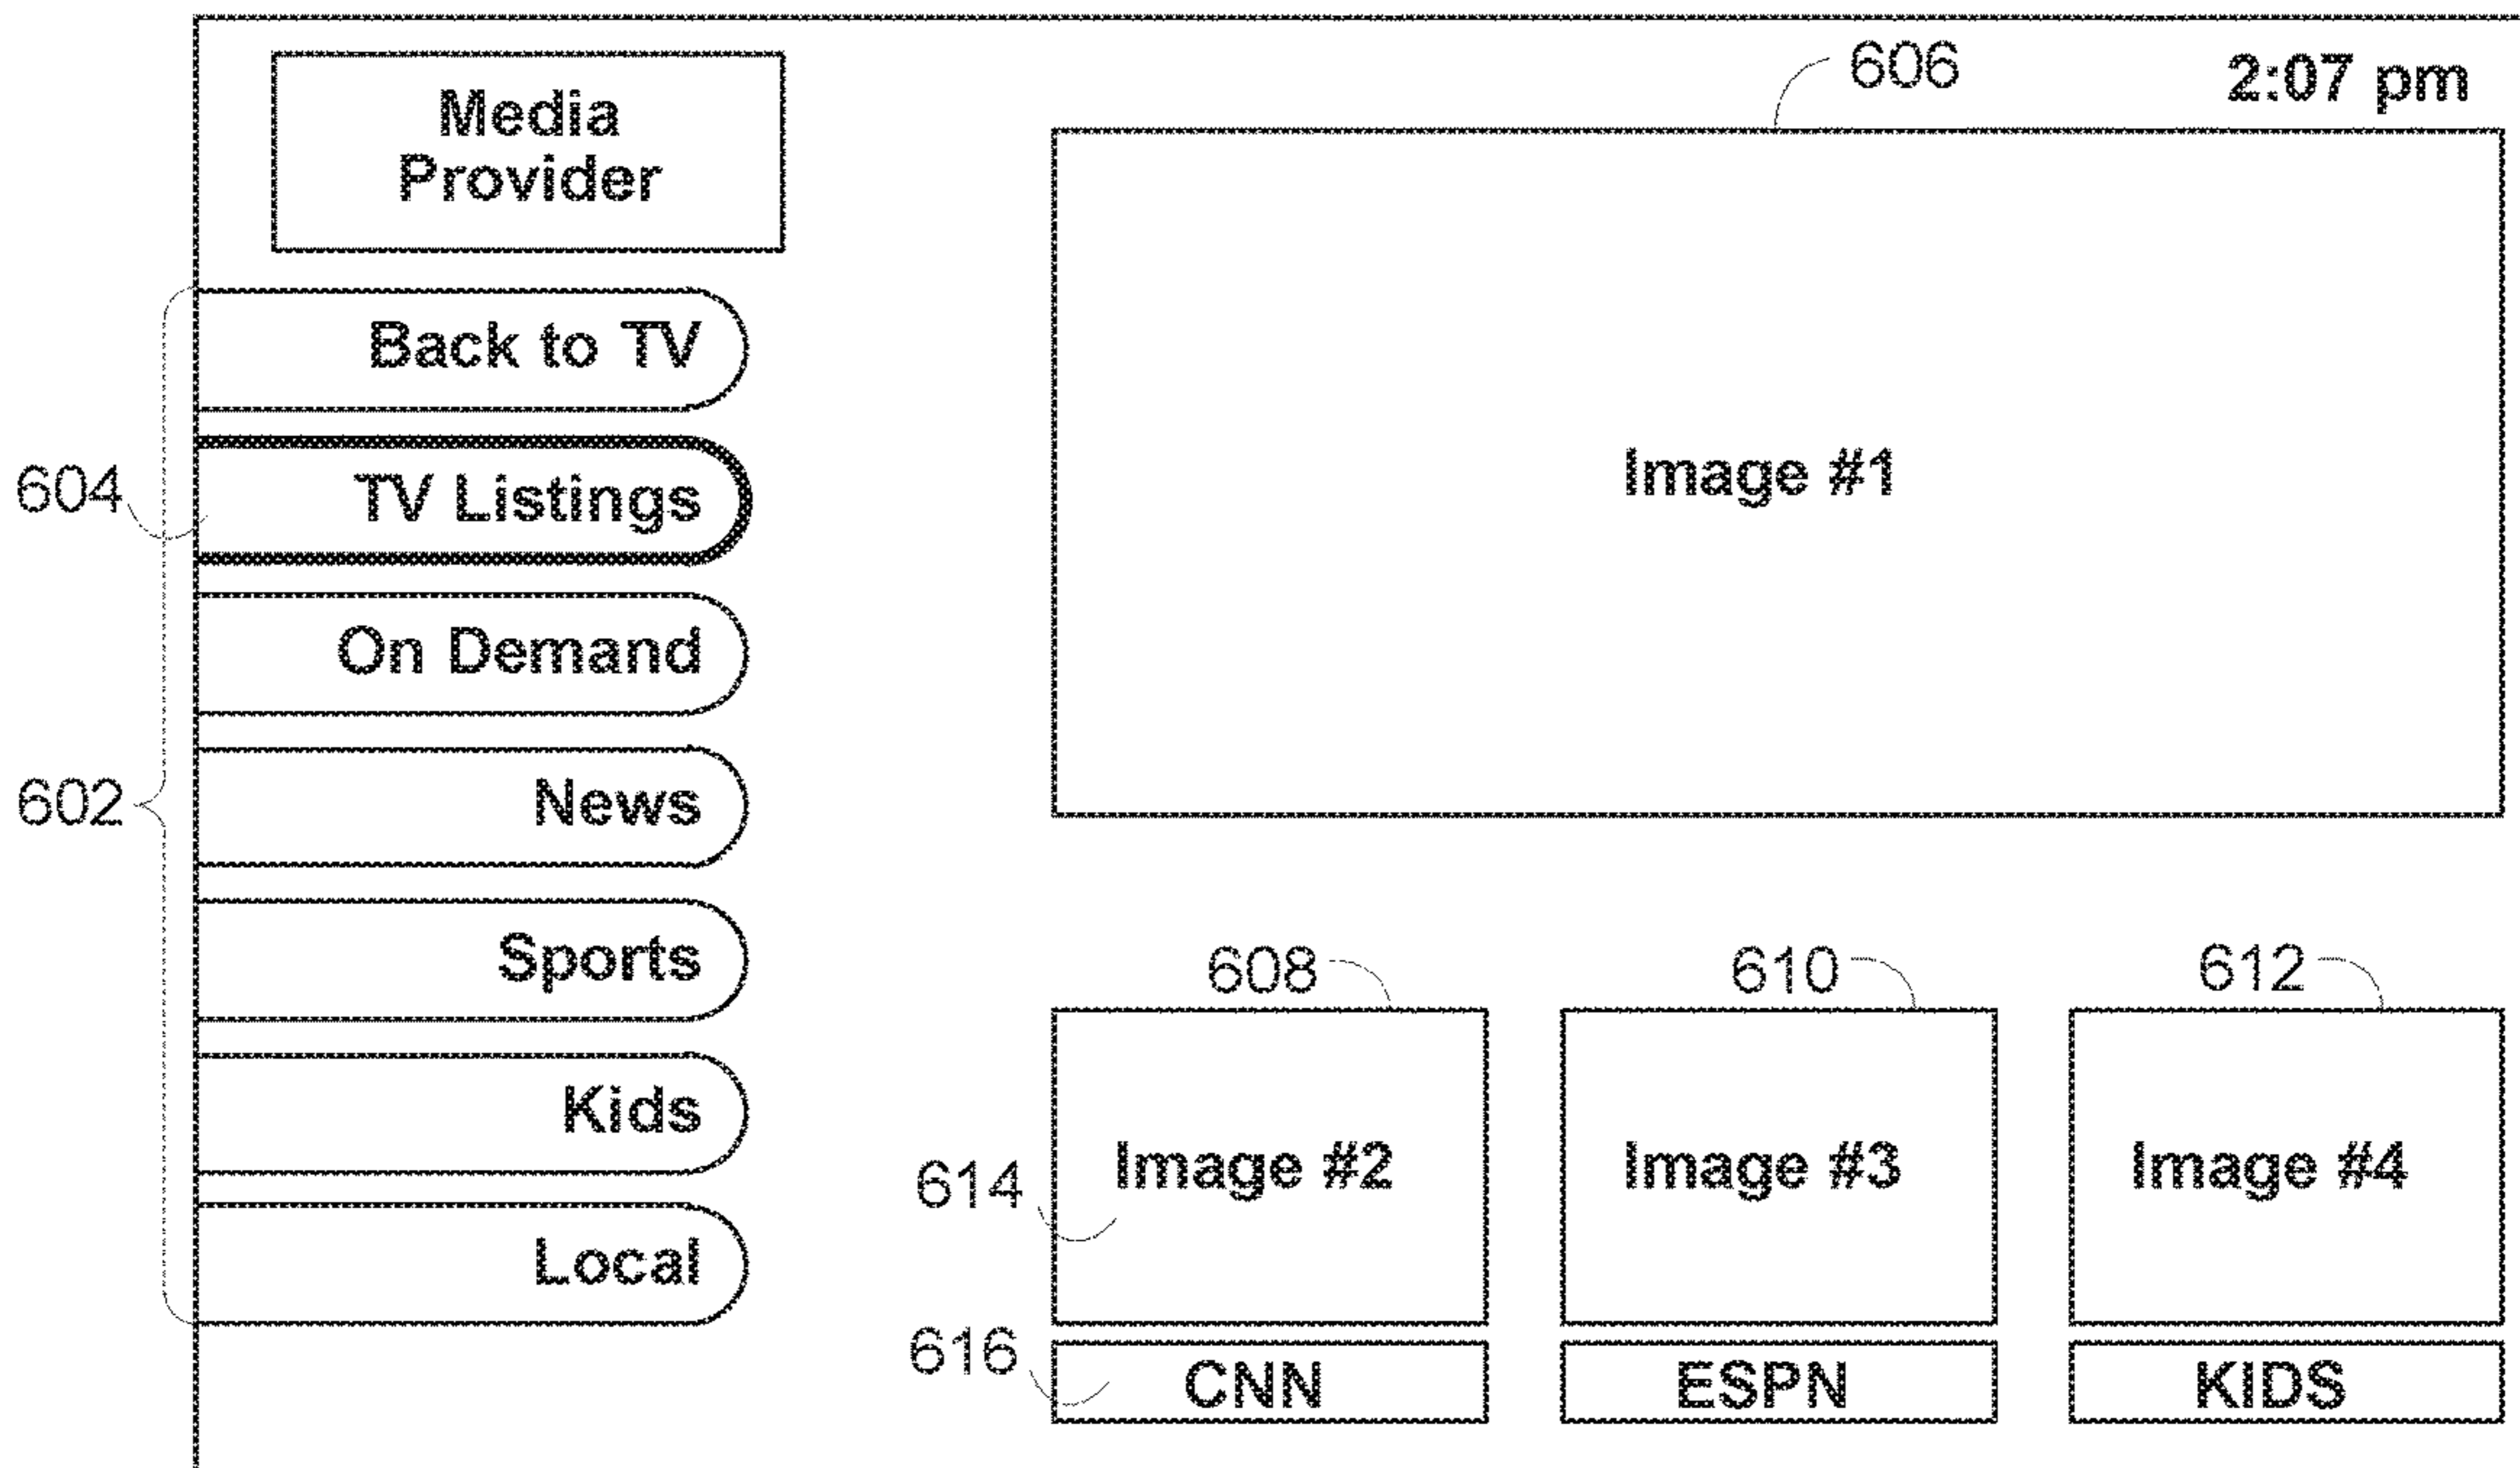 606
2:07 pm
Media
Provider
Back to TV
604
TV Listings
Image #1
On Demand
602
News
Sports
608
610
612
Kids
614
Image #2
Image #3
Image #4
Local
616
CNN
ESPN
KIDS